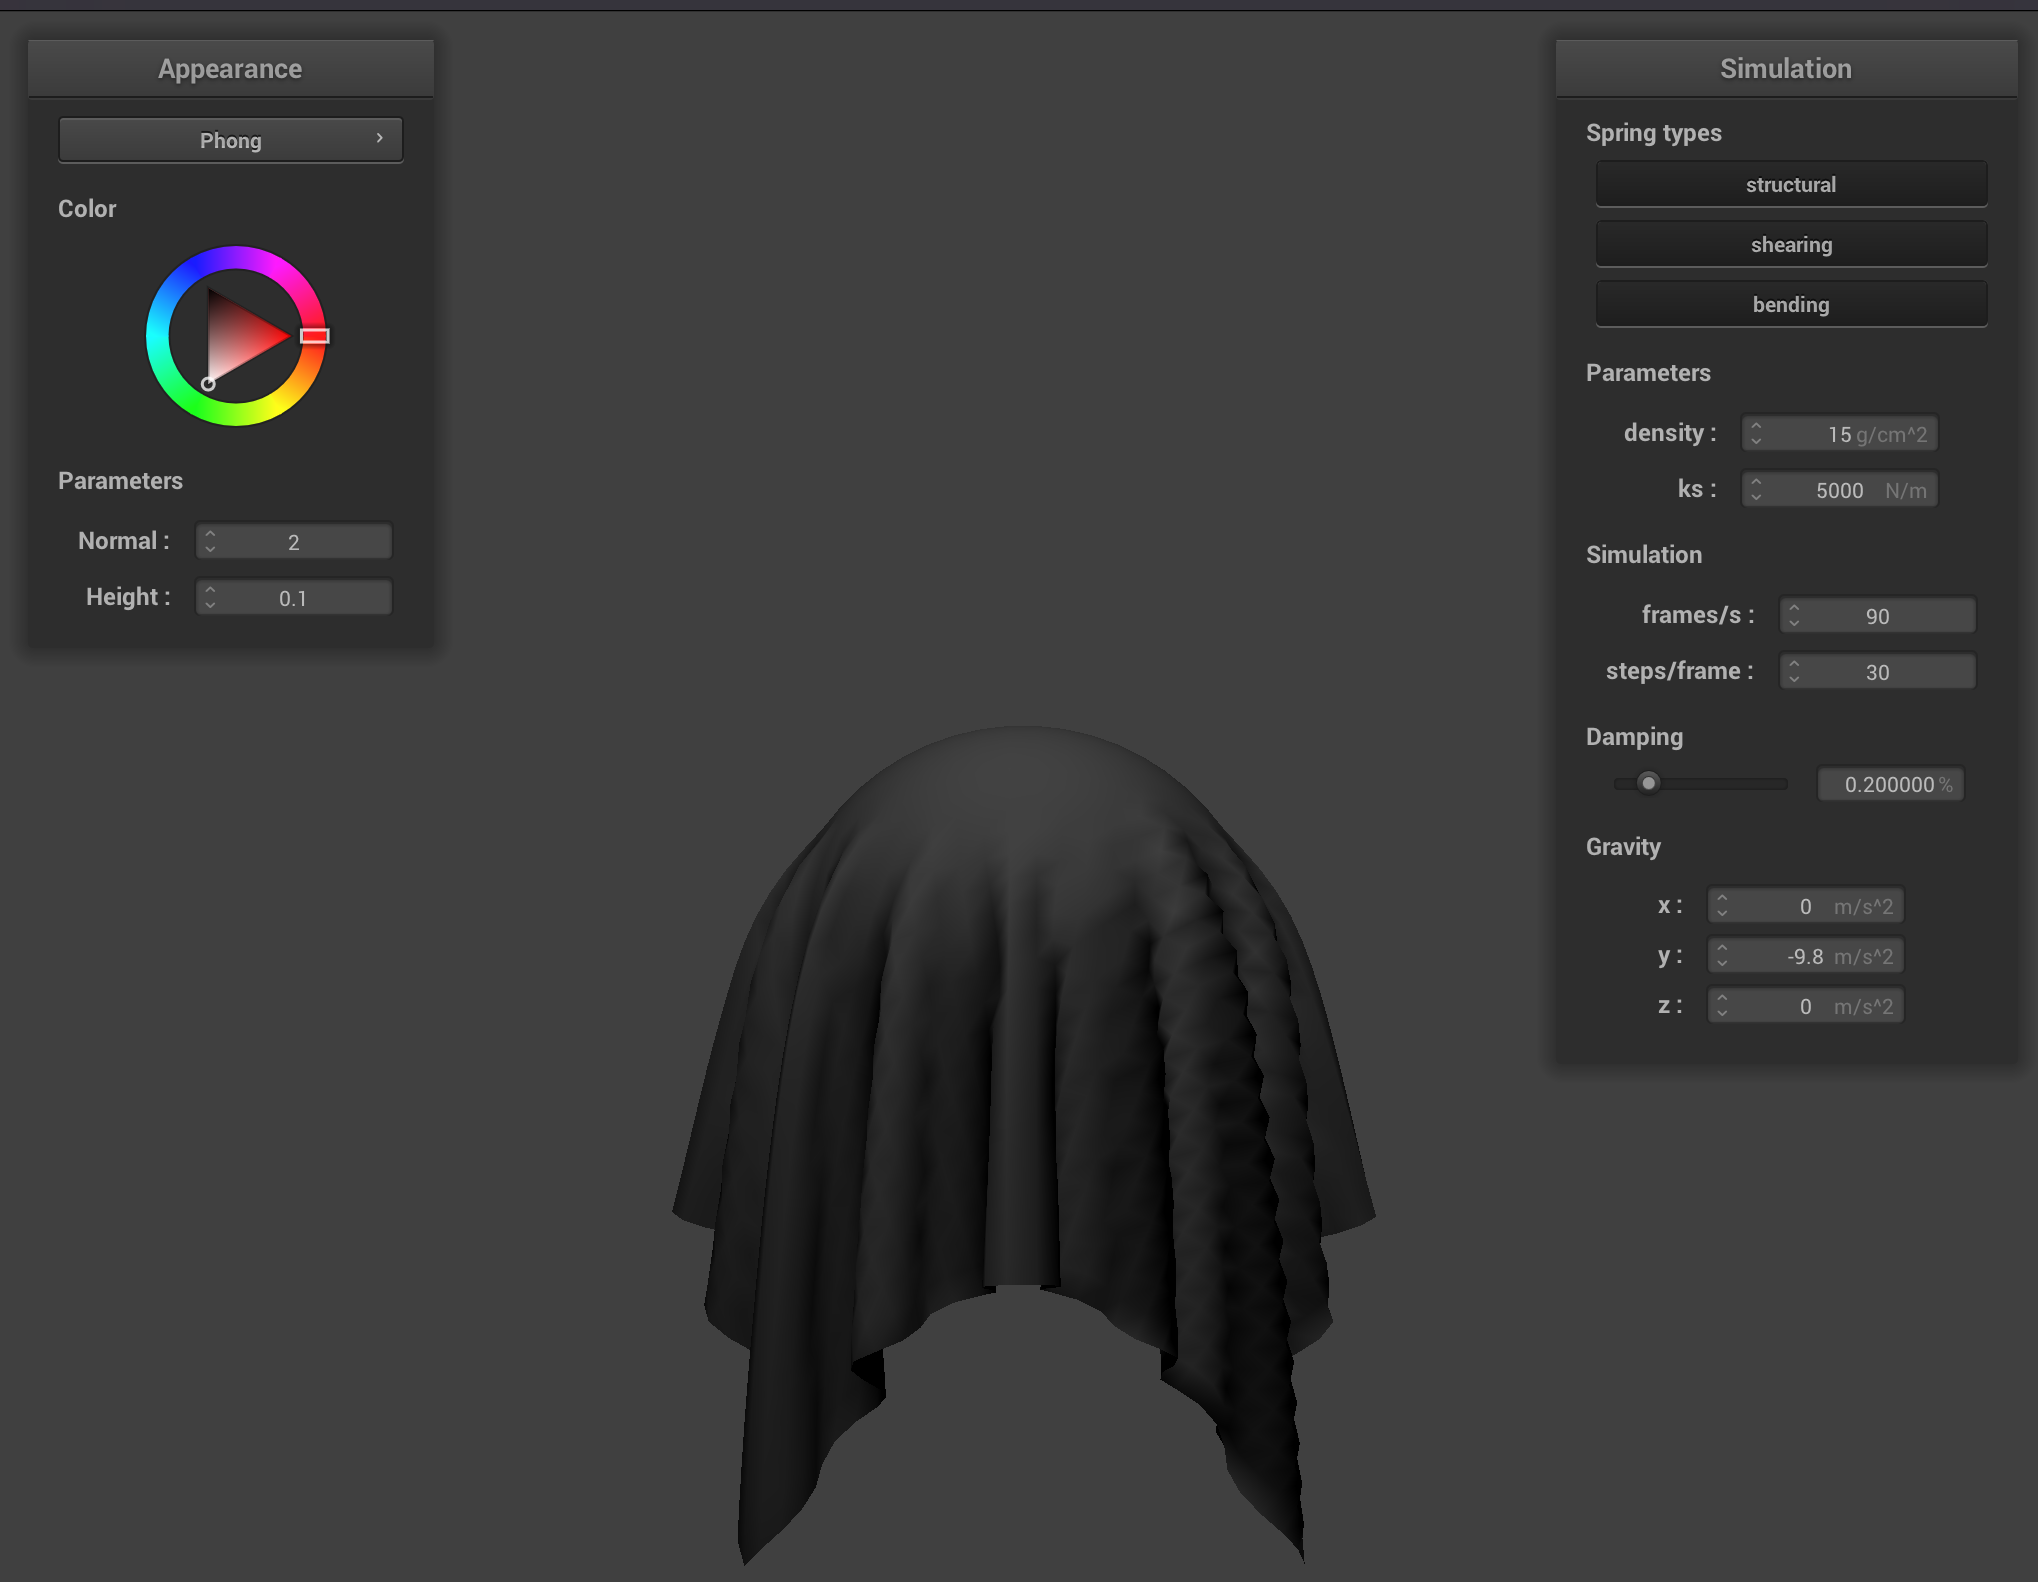 Appearance
Phong
Color
Parameters
Normal : 2
Height : 0.1
Simulation
Spring types
structural
shearing
bending
Parameters
density : 15 g/cm^2
ks : 5000 N/m
Simulation
frames/s : 90
steps/frame : 30
Damping
0.200000 %
Gravity
x : 0 m/s^2
y : -9.8 m/s^2
z : 0 m/s^2